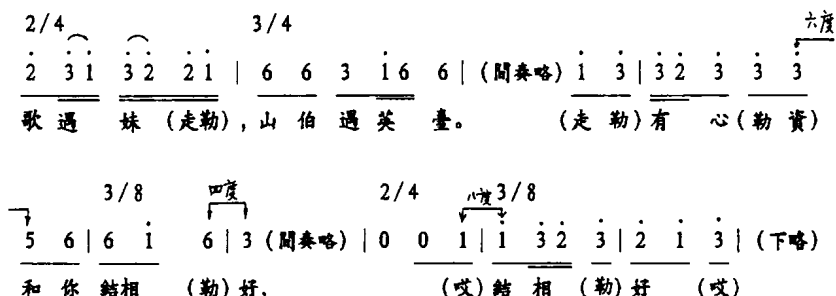 2/4 3/4 六度
2 31 32 21 | 6 6 3 16 6 | (間奏略) 1 3 | 32 3 3 3
歌遇 妹 (走勒),山伯遇英臺。 (走勒)有心(勒資)
3/8 四度 2/4 八度 3/8
5 6 | 6 1 6 | 3 (間奏略) | 0 0 1 | 1 32 3 | 2 1 3 | (下略)
和你結相 (勒)好, (哎)結相 (勒)好 (哎)